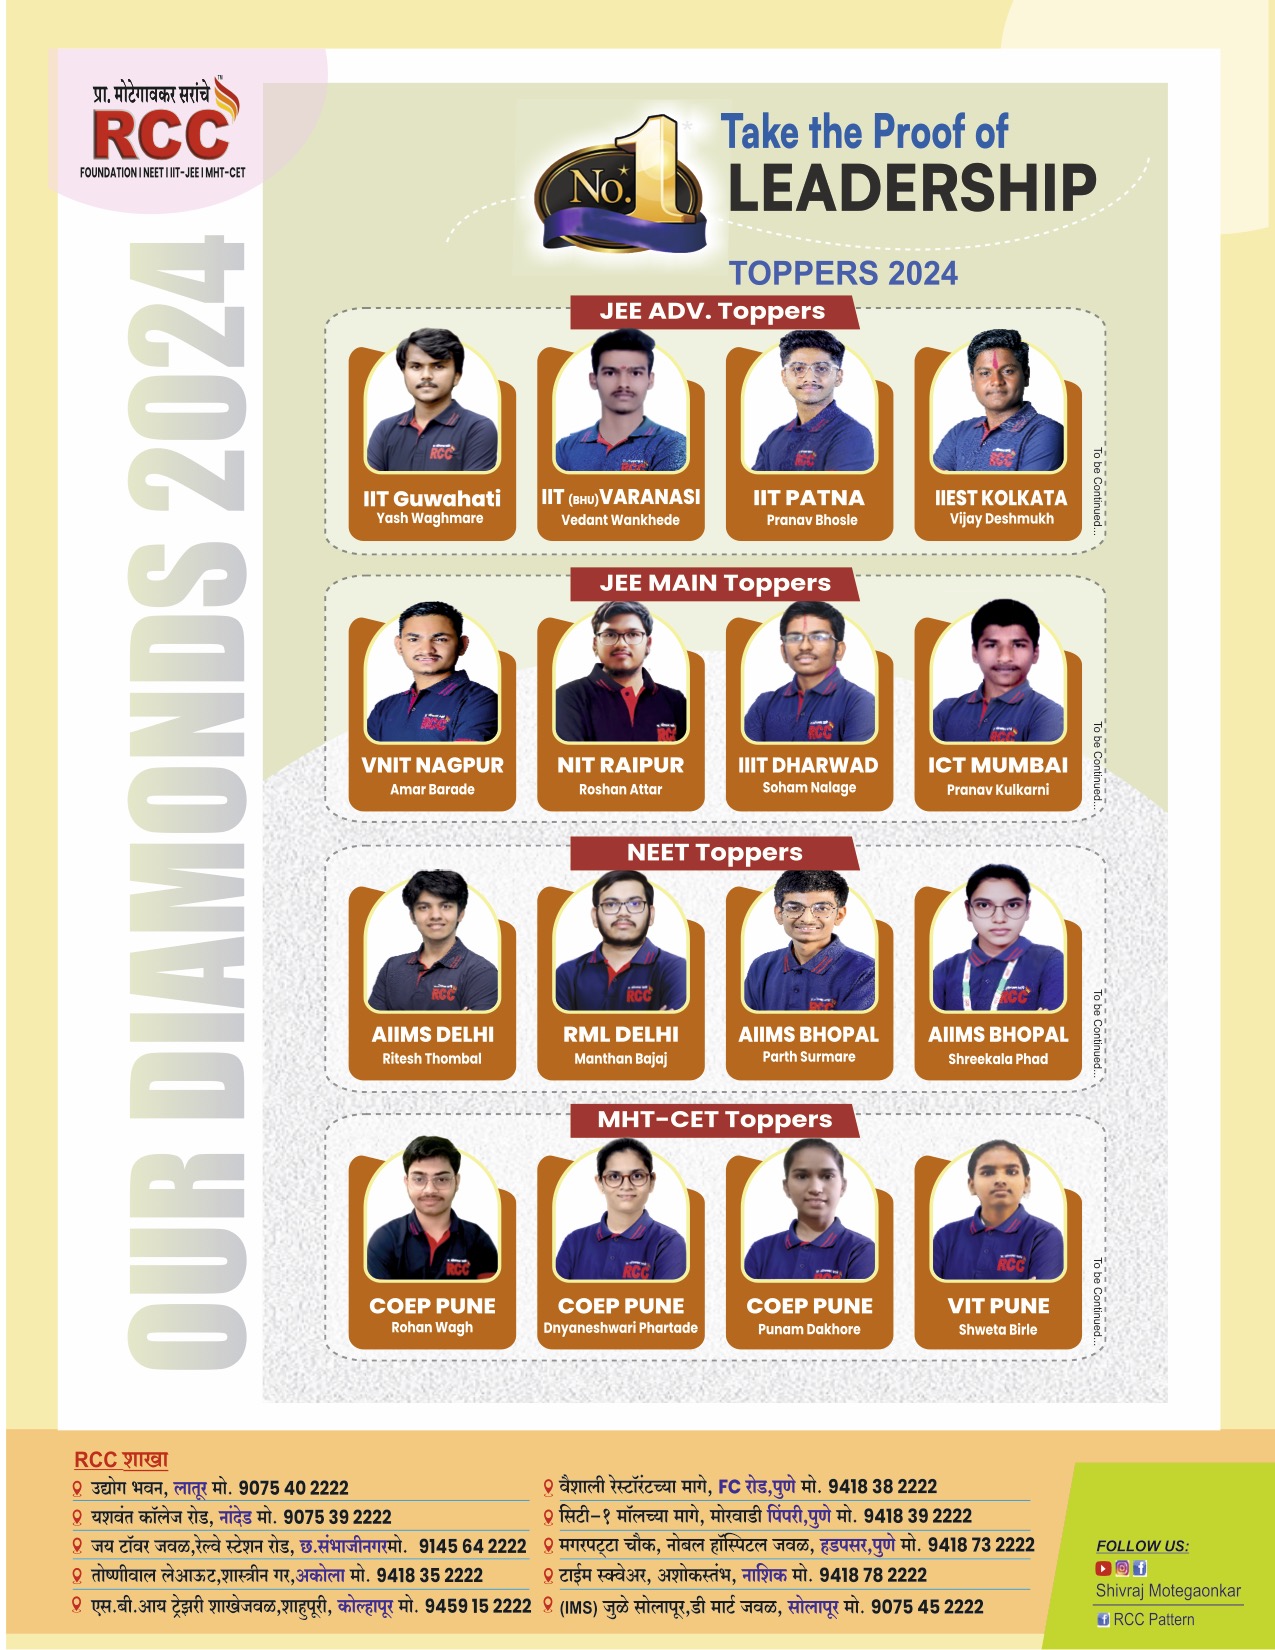 प्रा. मोटेगावकर सरांचे
TM
RCC
FOUNDATION I NEET I IIT-JEE I MHT-CET
OUR DIAMONDS 2024
No. 1
Take the Proof of
LEADERSHIP
TOPPERS 2024
JEE ADV. Toppers
IIT Guwahati
Yash Waghmare
IIT (BHU) VARANASI
Vedant Wankhede
IIT PATNA
Pranav Bhosle
IIEST KOLKATA
Vijay Deshmukh
To be Continued...
JEE MAIN Toppers
VNIT NAGPUR
Amar Barade
NIT RAIPUR
Roshan Attar
IIIT DHARWAD
Soham Nalage
ICT MUMBAI
Pranav Kulkarni
To be Continued...
NEET Toppers
AIIMS DELHI
Ritesh Thombal
RML DELHI
Manthan Bajaj
AIIMS BHOPAL
Parth Surmare
AIIMS BHOPAL
Shreekala Phad
To be Continued...
MHT-CET Toppers
COEP PUNE
Rohan Wagh
COEP PUNE
Dnyaneshwari Phartade
COEP PUNE
Punam Dakhore
VIT PUNE
Shweta Birle
To be Continued...
RCC शाखा
उद्योग भवन, लातूर मो. 9075 40 2222
यशवंत कॉलेज रोड, नांदेड मो. 9075 39 2222
जय टॉवर जवळ,रेल्वे स्टेशन रोड, छ.संभाजीनगरमो. 9145 64 2222
तोष्णीवाल लेआऊट,शास्त्रीन गर,अकोला मो. 9418 35 2222
एस.बी.आय ट्रेझरी शाखेजवळ,शाहुपूरी, कोल्हापूर मो. 9459 15 2222
वैशाली रेस्टॉरंटच्या मागे, FC रोड,पुणे मो. 9418 38 2222
सिटी-१ मॉलच्या मागे, मोरवाडी पिंपरी,पुणे मो. 9418 39 2222
मगरपट्टा चौक, नोबल हॉस्पिटल जवळ, हडपसर,पुणे मो. 9418 73 2222
टाईम स्क्वेअर, अशोकस्तंभ, नाशिक मो. 9418 78 2222
(IMS) जुळे सोलापूर,डी मार्ट जवळ, सोलापूर मो. 9075 45 2222
FOLLOW US:
Shivraj Motegaonkar
RCC Pattern